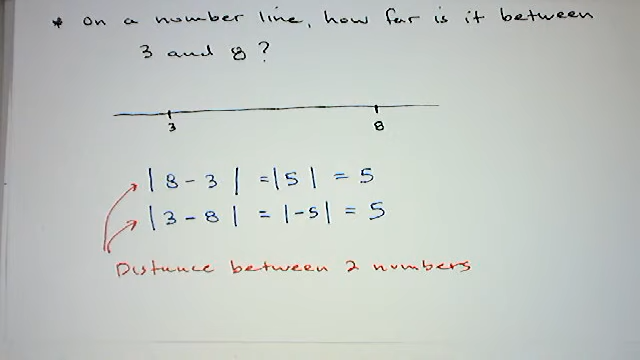 * On a number line, how far is it between
3 and 8?
3 8
|8 - 3| = |5| = 5
|3 - 8| = |-5| = 5
Distance between 2 numbers